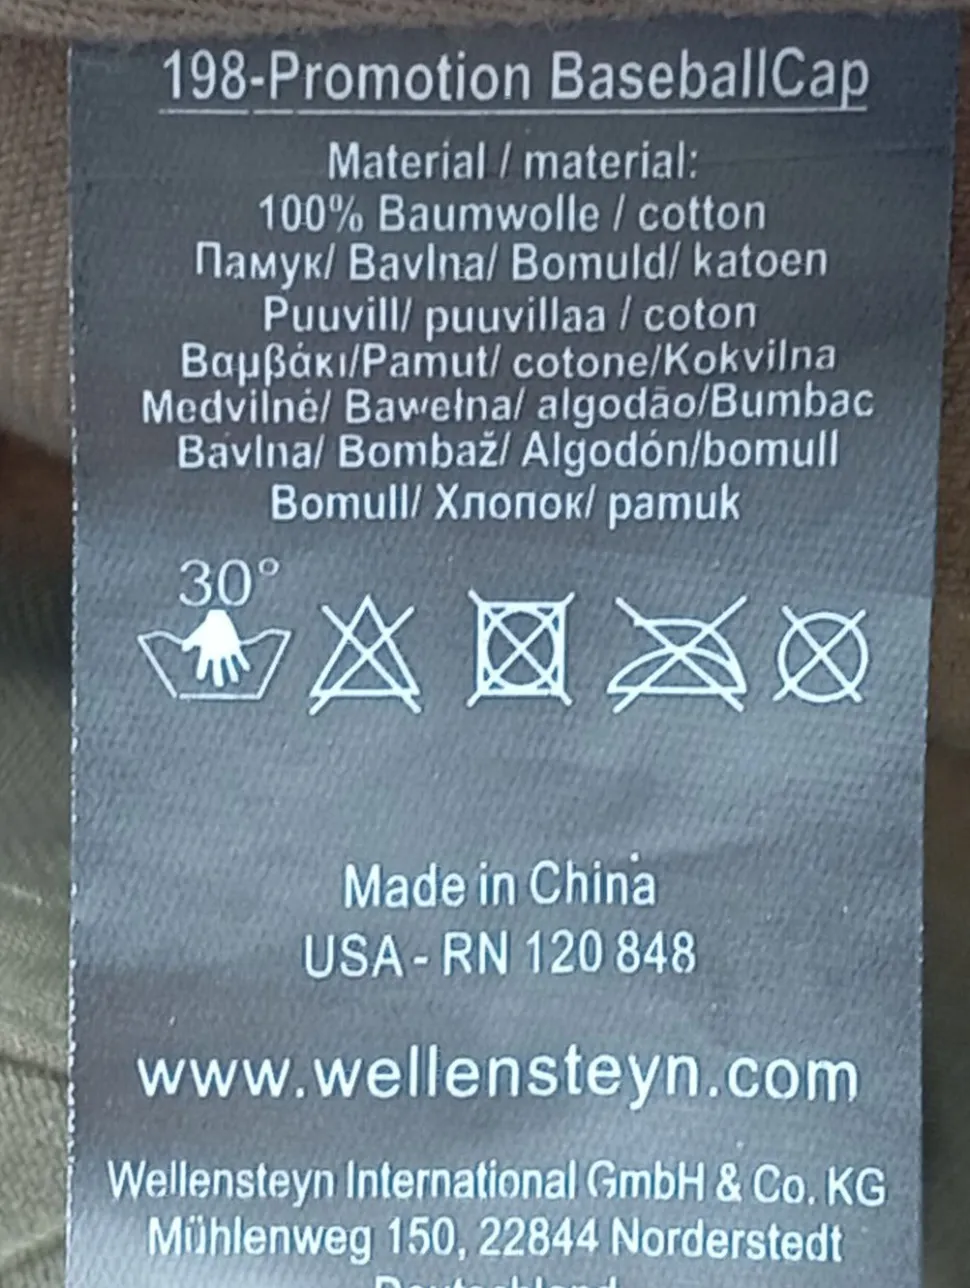 198-Promotion BaseballCap
Material / material:
100% Baumwolle / cotton
Памук/ Bavlna/ Bomuld/ katoen
Puuvill/ puuvillaa / coton
Βαμβάκι/Pamut/ cotone/Kokvilna
Medvilnė/ Bawełna/ algodão/Bumbac
Bavlna/ Bombaž/ Algodón/bomull
Bomull/ Хлопок/ pamuk
30°
Made in China
USA - RN 120 848
www.wellensteyn.com
Wellensteyn International GmbH & Co. KG
Mühlenweg 150, 22844 Norderstedt
Deutschland